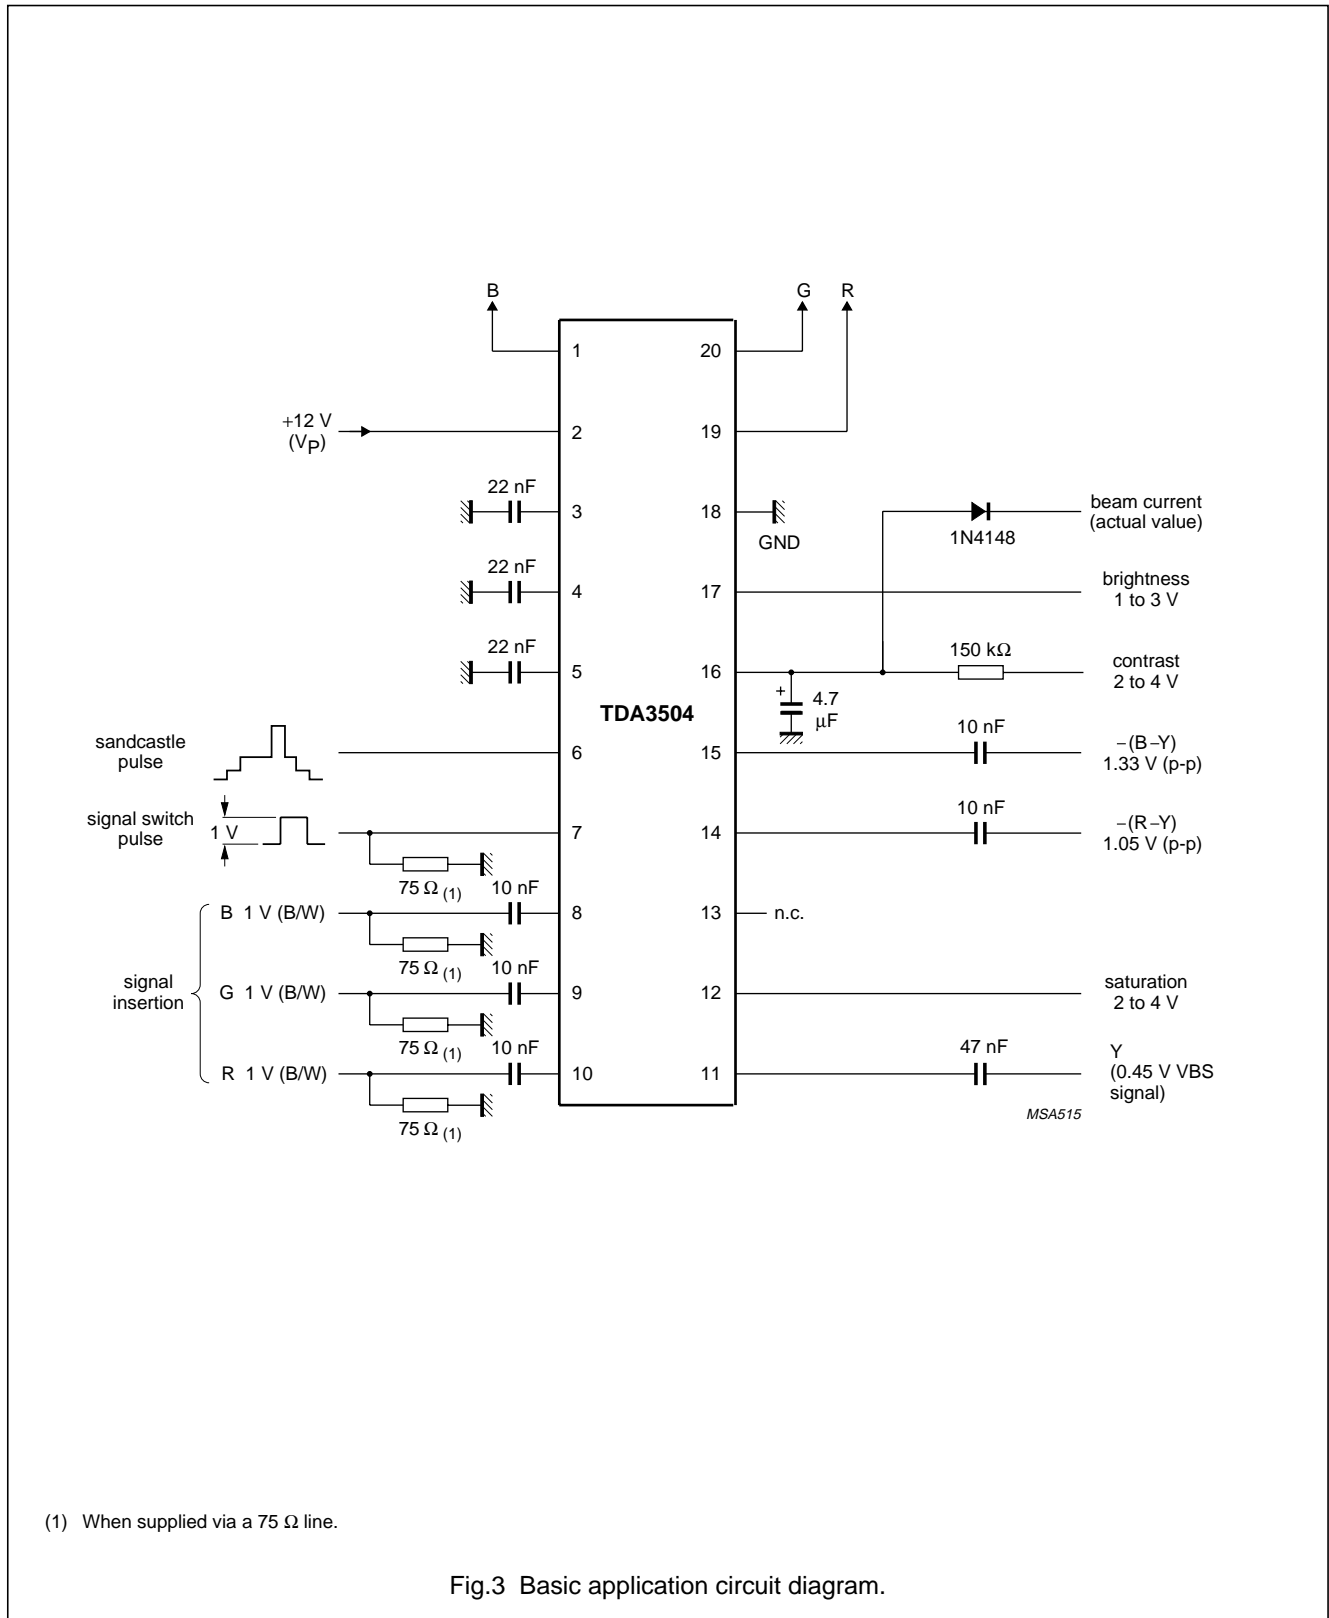 B
G R
1
20
+12 V
(VP)
2
19
22 nF
3
18
GND
1N4148
beam current
(actual value)
22 nF
4
17
brightness
1 to 3 V
22 nF
5
16
150 kΩ
contrast
2 to 4 V
TDA3504
+
4.7
μF
sandcastle
pulse
6
15
10 nF
−(B−Y)
1.33 V (p-p)
signal switch
pulse
1 V
7
14
10 nF
−(R−Y)
1.05 V (p-p)
75 Ω (1)
10 nF
B 1 V (B/W)
8
13
n.c.
75 Ω (1)
10 nF
signal
insertion
G 1 V (B/W)
9
12
saturation
2 to 4 V
75 Ω (1)
10 nF
R 1 V (B/W)
10
11
47 nF
Y
(0.45 V VBS
signal)
75 Ω (1)
MSA515
(1) When supplied via a 75 Ω line.
Fig.3 Basic application circuit diagram.